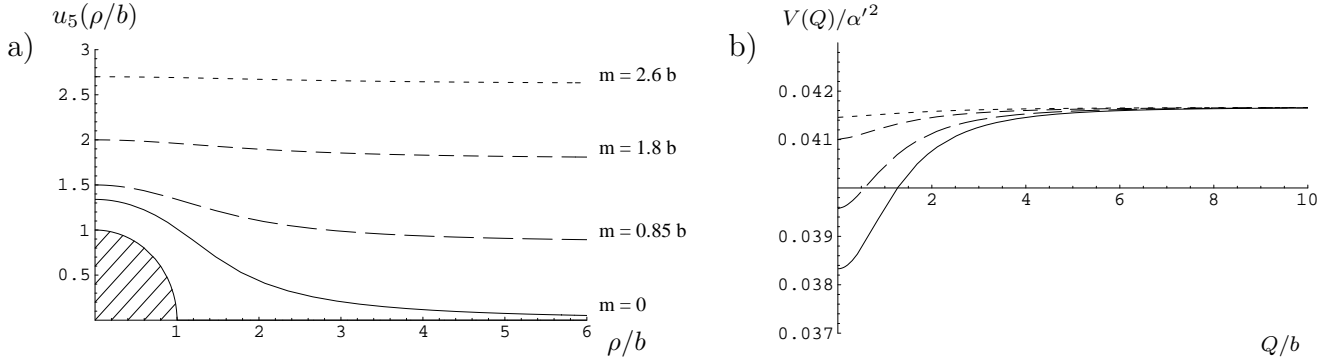 a)
u₅(ρ/b)
3
2.5
2
1.5
1
0.5
1 2 3 4 5 6
ρ/b
m = 2.6 b
m = 1.8 b
m = 0.85 b
m = 0
b)
V(Q)/α′²
0.042
0.041
0.039
0.038
0.037
2 4 6 8 10
Q/b